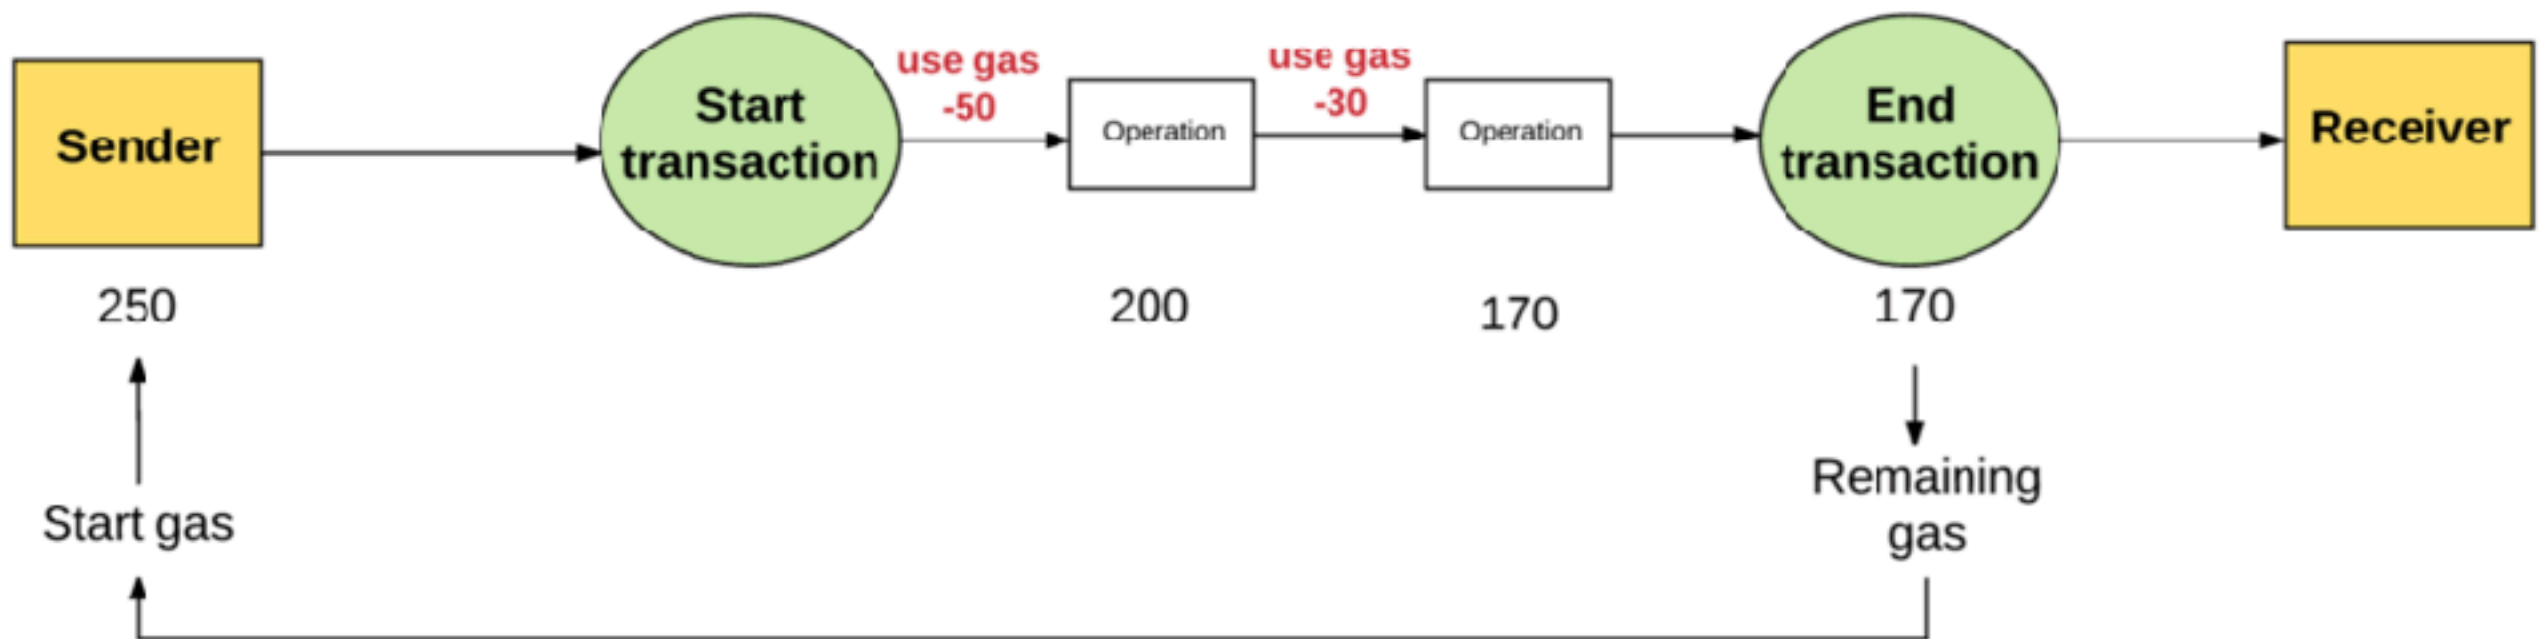 Sender
Start
transaction
use gas
-50
Operation
use gas
-30
Operation
End
transaction
Receiver
250
200
170
170
Start gas
Remaining
gas